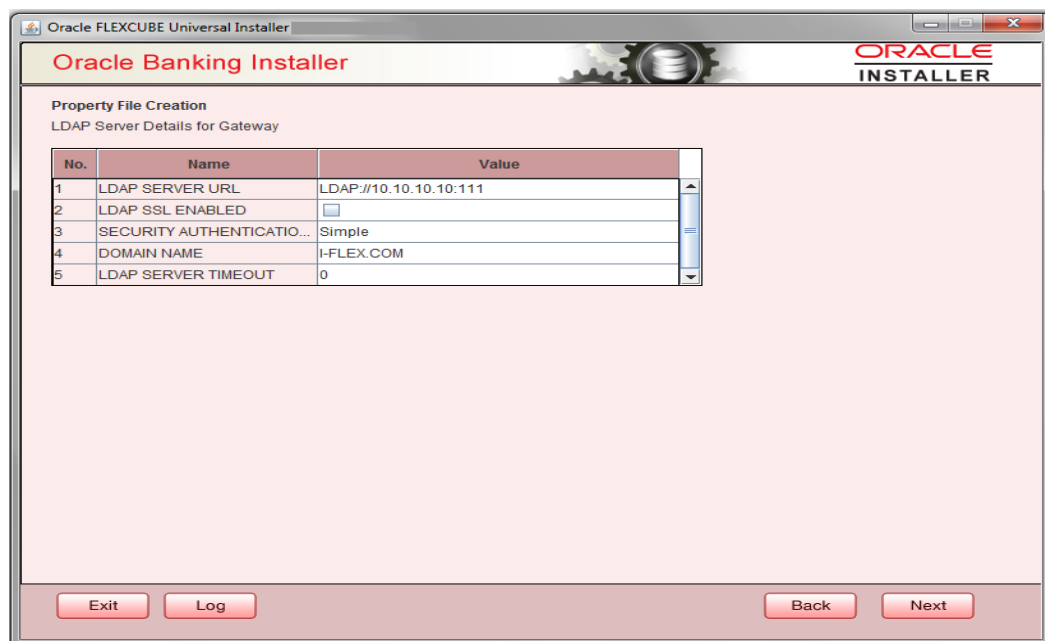 Oracle FLEXCUBE Universal Installer
Oracle Banking Installer
ORACLE
INSTALLER
Property File Creation
LDAP Server Details for Gateway
No. Name Value
1 LDAP SERVER URL LDAP://10.10.10.10:111
2 LDAP SSL ENABLED
3 SECURITY AUTHENTICATIO... Simple
4 DOMAIN NAME I-FLEX.COM
5 LDAP SERVER TIMEOUT 0
Exit Log Back Next